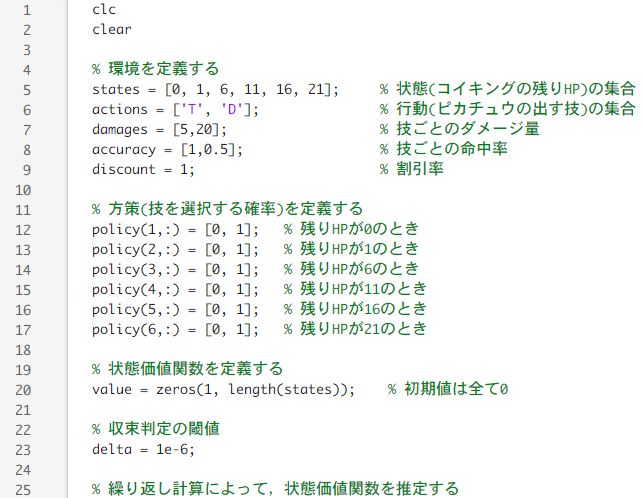 1 clc
2 clear
3
4 % 環境を定義する
5 states = [0, 1, 6, 11, 16, 21]; % 状態(コイキングの残りHP)の集合
6 actions = ['T', 'D']; % 行動(ピカチュウの出す技)の集合
7 damages = [5,20]; % 技ごとのダメージ量
8 accuracy = [1,0.5]; % 技ごとの命中率
9 discount = 1; % 割引率
10
11 % 方策(技を選択する確率)を定義する
12 policy(1,:) = [0, 1]; % 残りHPが0のとき
13 policy(2,:) = [0, 1]; % 残りHPが1のとき
14 policy(3,:) = [0, 1]; % 残りHPが6のとき
15 policy(4,:) = [0, 1]; % 残りHPが11のとき
16 policy(5,:) = [0, 1]; % 残りHPが16のとき
17 policy(6,:) = [0, 1]; % 残りHPが21のとき
18
19 % 状態価値関数を定義する
20 value = zeros(1, length(states)); % 初期値は全て0
21
22 % 収束判定の閾値
23 delta = 1e-6;
24
25 % 繰り返し計算によって，状態価値関数を推定する